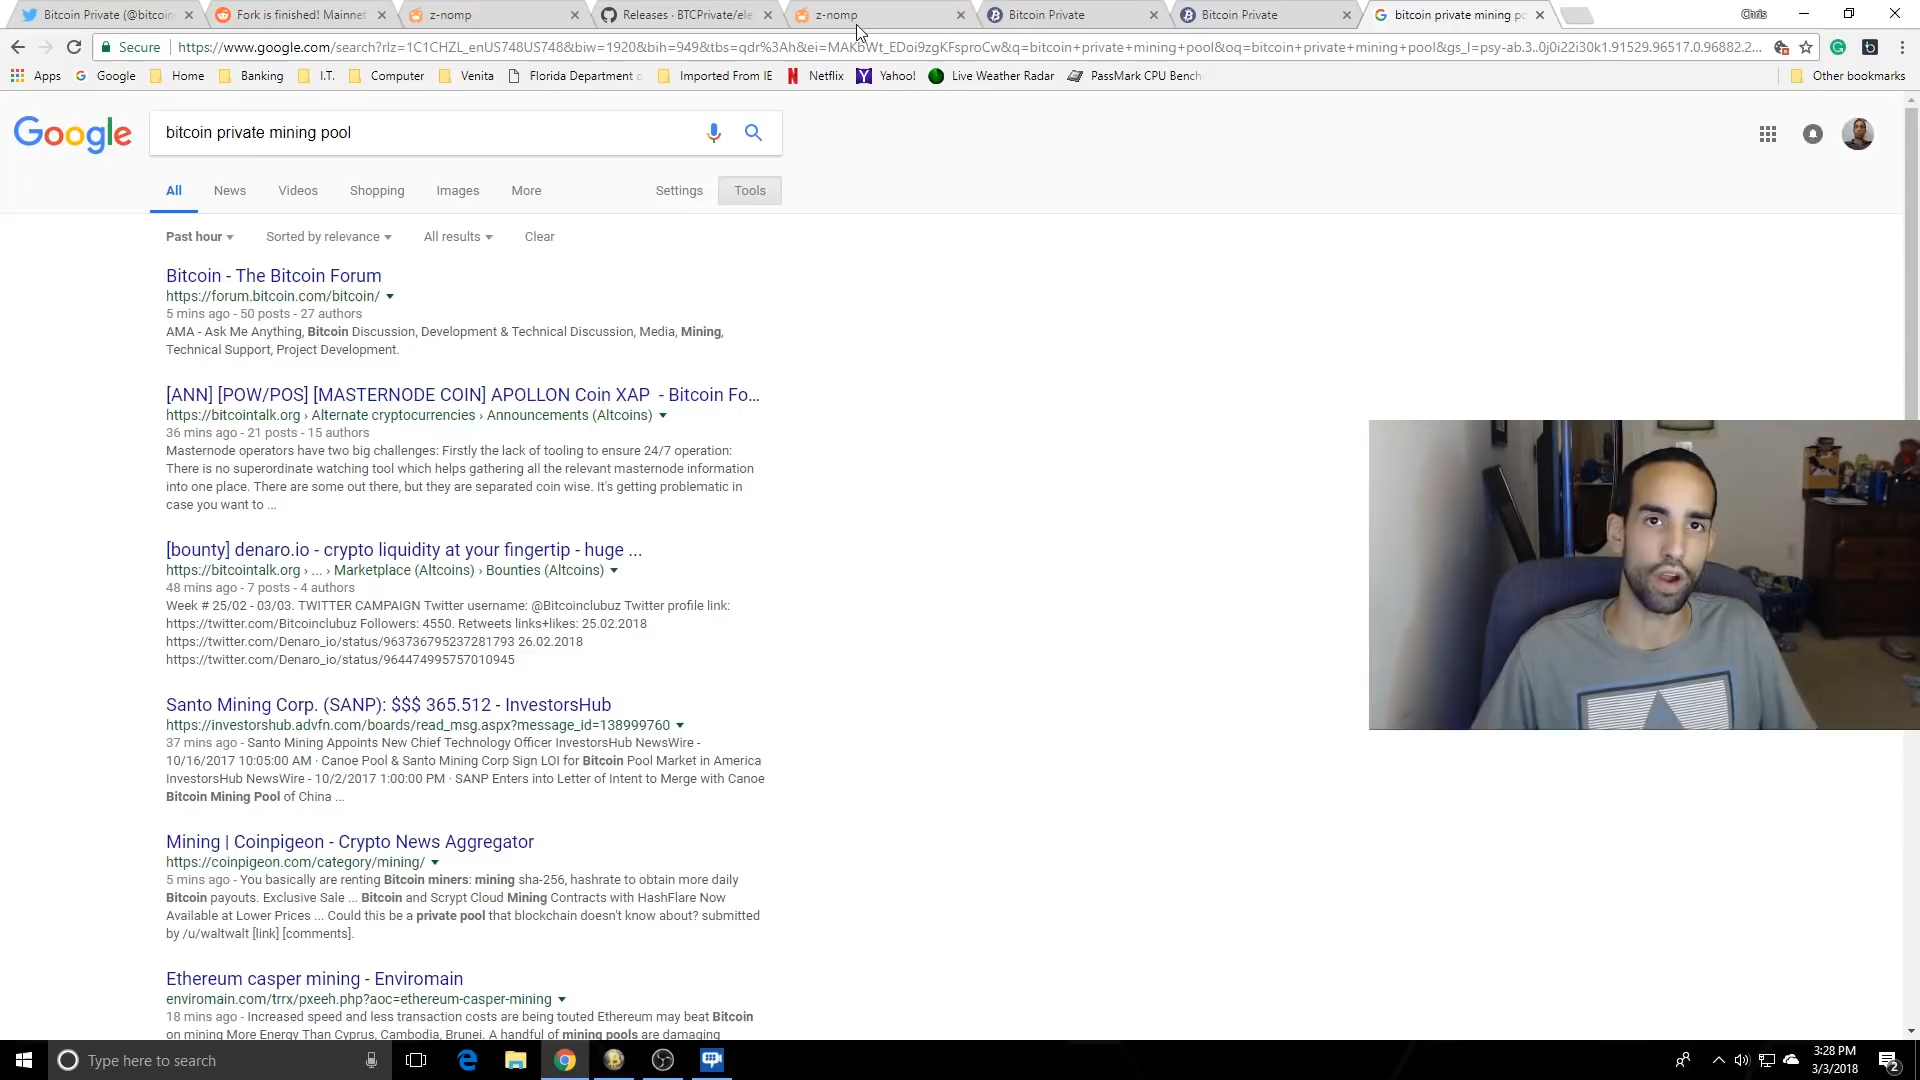 Bitcoin Private (@bitcoin
Fork is finished! Mainnet
z-nomp
Releases · BTCPrivate/ele
z-nomp
Bitcoin Private
Bitcoin Private
bitcoin private mining po
Chris
Secure
https://www.google.com/search?rlz=1C1CHZL_enUS748US748&biw=1920&bih=949&tbs=qdr%3Ah&ei=MAKbWt_EDoi9zgKFsproCw&q=bitcoin+private+mining+pool&oq=bitcoin+private+mining+pool&gs_l=psy-ab.3..0j0i22i30k1.91529.96517.0.96882.2...
Apps
Google
Home
Banking
I.T.
Computer
Venita
Florida Department o
Imported From IE
Netflix
Yahoo!
Live Weather Radar
PassMark CPU Bench
Other bookmarks
Google
bitcoin private mining pool
All
News
Videos
Shopping
Images
More
Settings
Tools
Past hour
Sorted by relevance
All results
Clear
Bitcoin - The Bitcoin Forum
https://forum.bitcoin.com/bitcoin/
5 mins ago - 50 posts - 27 authors
AMA - Ask Me Anything, Bitcoin Discussion, Development & Technical Discussion, Media, Mining,
Technical Support, Project Development.
[ANN] [POW/POS] [MASTERNODE COIN] APOLLON Coin XAP - Bitcoin Fo...
https://bitcointalk.org › Alternate cryptocurrencies › Announcements (Altcoins)
36 mins ago - 21 posts - 15 authors
Masternode operators have two big challenges: Firstly the lack of tooling to ensure 24/7 operation:
There is no superordinate watching tool which helps gathering all the relevant masternode information
into one place. There are some out there, but they are separated coin wise. It's getting problematic in
case you want to ...
[bounty] denaro.io - crypto liquidity at your fingertip - huge ...
https://bitcointalk.org › ... › Marketplace (Altcoins) › Bounties (Altcoins)
48 mins ago - 7 posts - 4 authors
Week # 25/02 - 03/03. TWITTER CAMPAIGN Twitter username: @Bitcoinclubuz Twitter profile link:
https://twitter.com/Bitcoinclubuz Followers: 4550. Retweets links+likes: 25.02.2018
https://twitter.com/Denaro_io/status/963736795237281793 26.02.2018
https://twitter.com/Denaro_io/status/964474995757010945
Santo Mining Corp. (SANP): $$$ 365.512 - InvestorsHub
https://investorshub.advfn.com/boards/read_msg.aspx?message_id=138999760
37 mins ago - Santo Mining Appoints New Chief Technology Officer InvestorsHub NewsWire -
10/16/2017 10:05:00 AM · Canoe Pool & Santo Mining Corp Sign LOI for Bitcoin Pool Market in America
InvestorsHub NewsWire - 10/2/2017 1:00:00 PM · SANP Enters into Letter of Intent to Merge with Canoe
Bitcoin Mining Pool of China ...
Mining | Coinpigeon - Crypto News Aggregator
https://coinpigeon.com/category/mining/
5 mins ago - You basically are renting Bitcoin miners: mining sha-256, hashrate to obtain more daily
Bitcoin payouts. Exclusive Sale ... Bitcoin and Scrypt Cloud Mining Contracts with HashFlare Now
Available at Lower Prices ... Could this be a private pool that blockchain doesn't know about? submitted
by /u/waltwalt [link] [comments].
Ethereum casper mining - Enviromain
enviromain.com/trrx/pxeeh.php?aoc=ethereum-casper-mining
18 mins ago - Increased speed and less transaction costs are being touted Ethereum may beat Bitcoin
on mining More Energy Than Cyprus, Cambodia, Brunei. A handful of mining pools are damaging
Type here to search
3:28 PM
3/3/2018
2